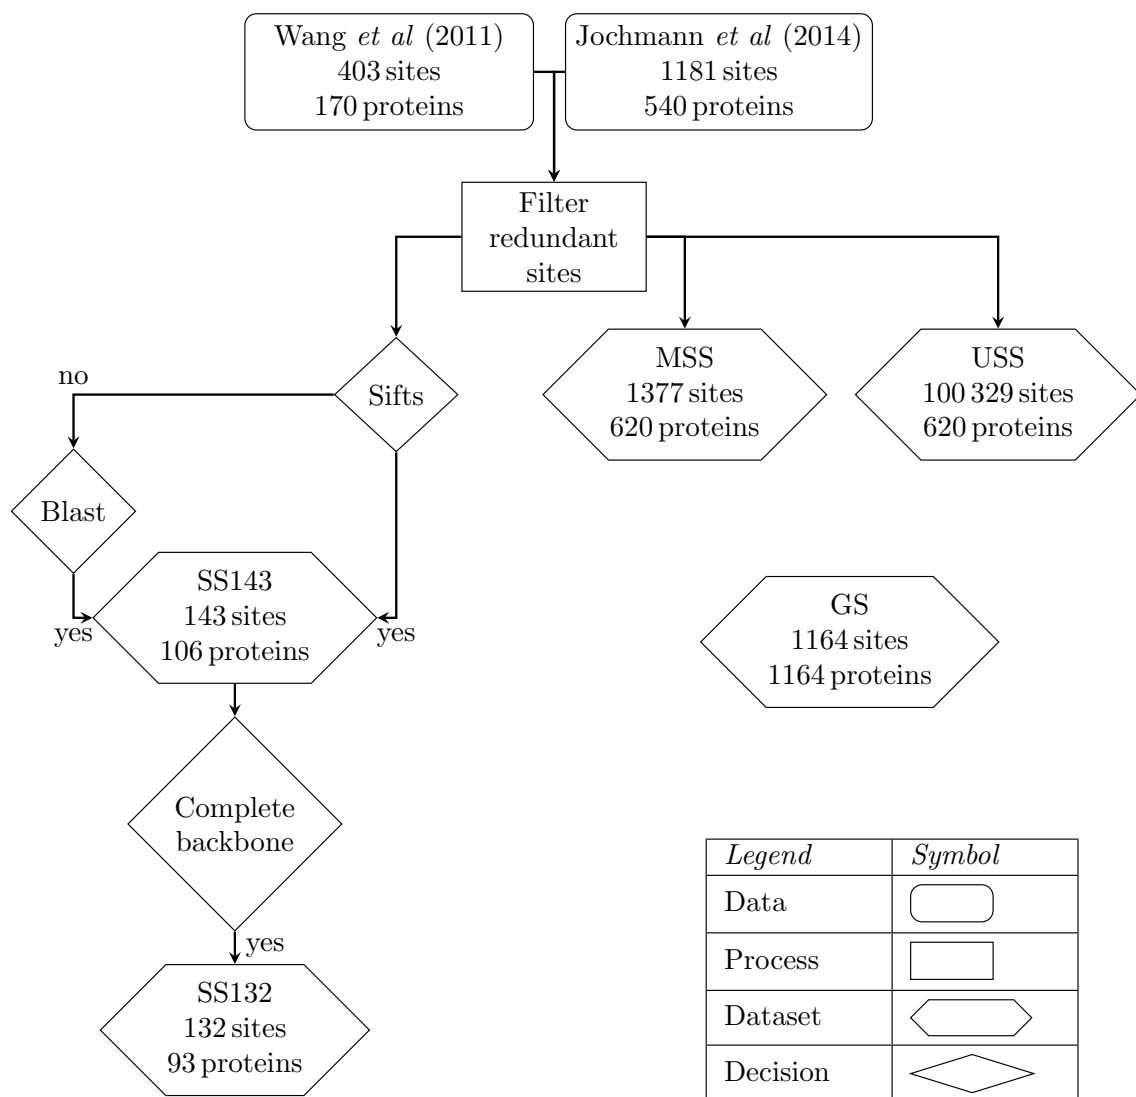 Wang et al (2011)
403 sites
170 proteins
Jochmann et al (2014)
1181 sites
540 proteins
Filter
redundant
sites
Sifts
no
MSS
1377 sites
620 proteins
USS
100 329 sites
620 proteins
Blast
SS143
143 sites
106 proteins
yes
yes
GS
1164 sites
1164 proteins
Complete
backbone
yes
SS132
132 sites
93 proteins
Legend Symbol
Data
Process
Dataset
Decision